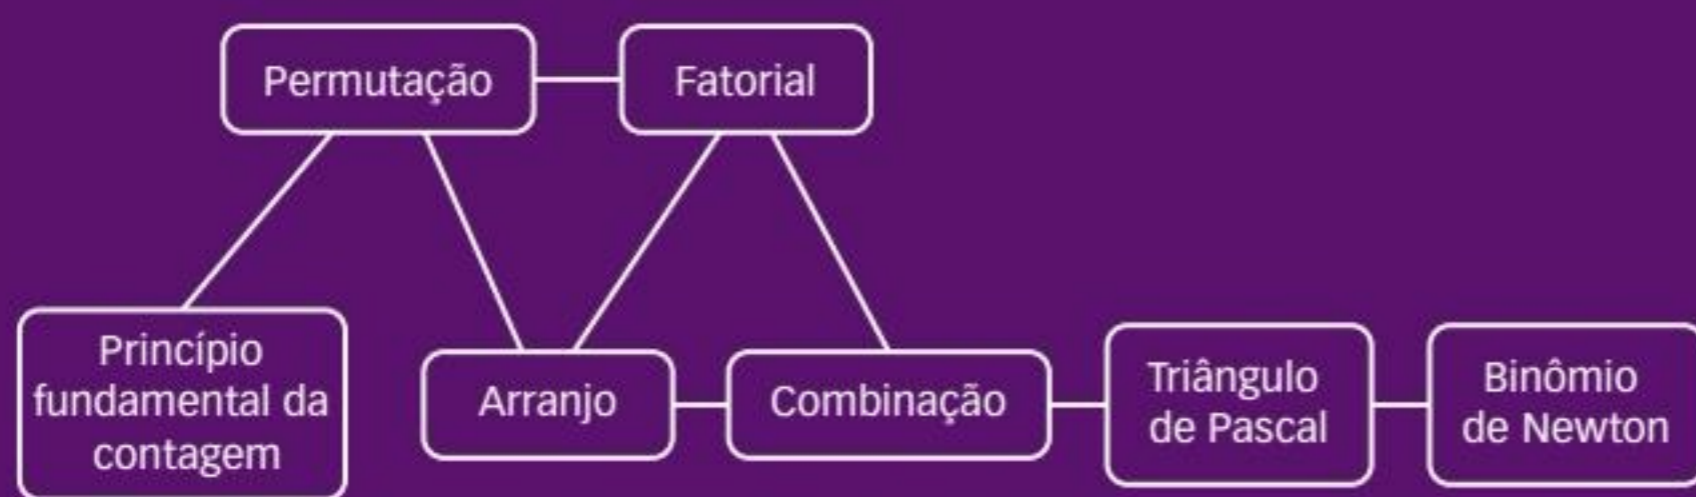 Permutação
Fatorial
Princípio
fundamental da
contagem
Arranjo
Combinação
Triângulo
de Pascal
Binômio
de Newton